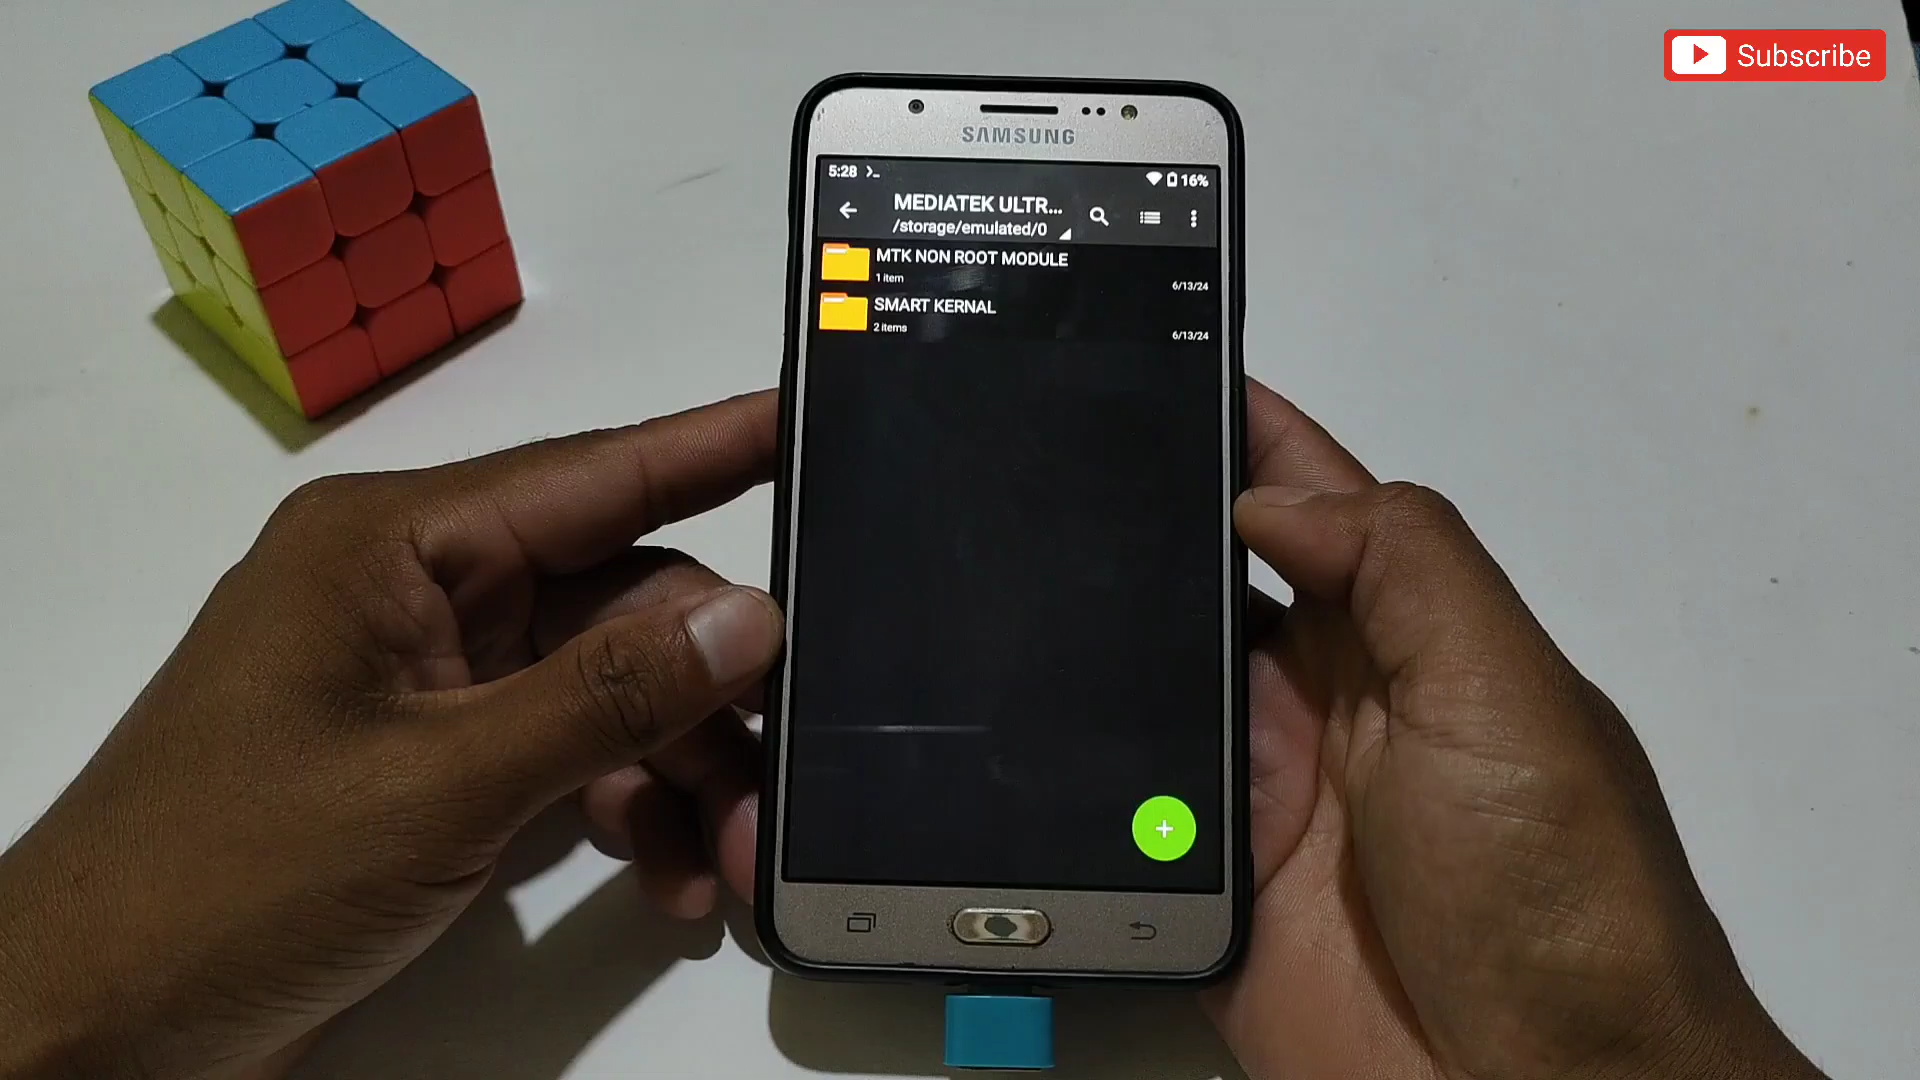 Subscribe
SAMSUNG
5:28 16%
MEDIATEK ULTR...
/storage/emulated/0
MTK NON ROOT MODULE
1 item
6/13/24
SMART KERNAL
2 items
6/13/24